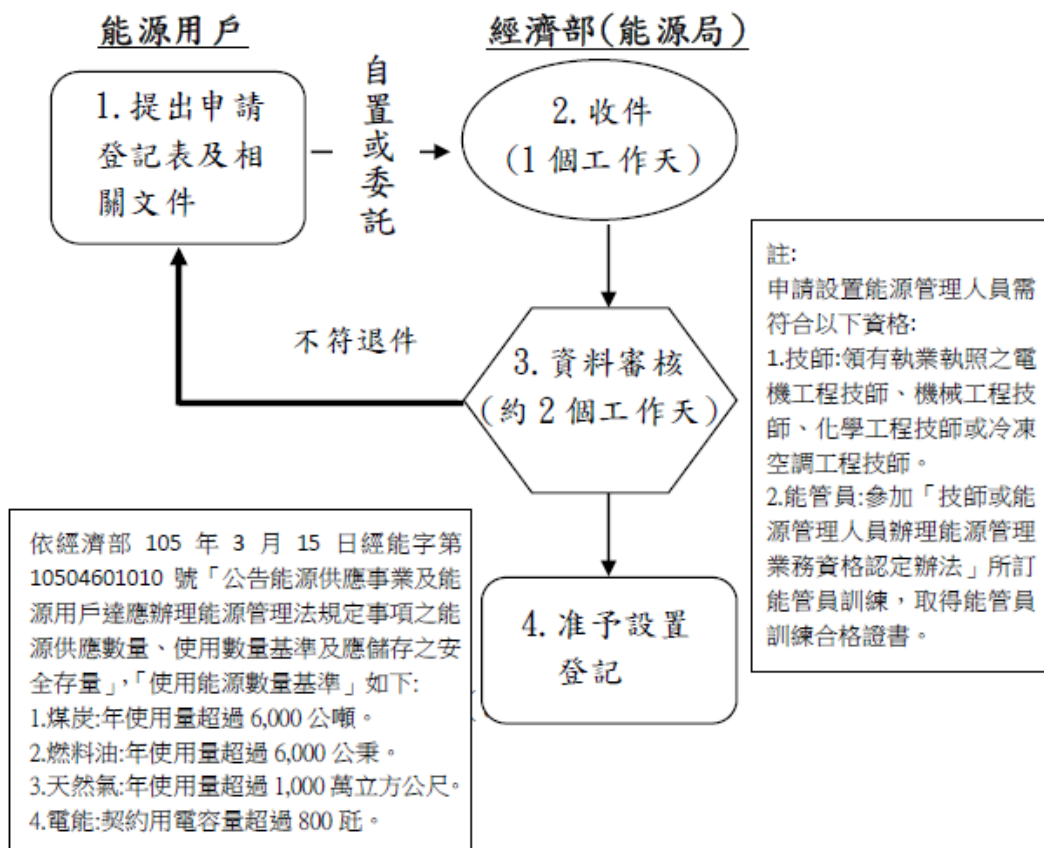 能源用戶
經濟部(能源局)
1.提出申請
登記表及相
關文件
自置或委託
2.收件
(1個工作天)
不符退件
3.資料審核
(約2個工作天)
4.准予設置
登記
註:
申請設置能源管理人員需
符合以下資格:
1.技師:領有執業執照之電
機工程技師、機械工程技
師、化學工程技師或冷凍
空調工程技師。
2.能管員:參加「技師或能
源管理人員辦理能源管理
業務資格認定辦法」所訂
能管員訓練，取得能管員
訓練合格證書。
依經濟部 105 年 3 月 15 日經能字第
10504601010 號「公告能源供應事業及能
源用戶達應辦理能源管理法規定事項之能
源供應數量、使用數量基準及應儲存之安
全存量」,「使用能源數量基準」如下:
1.煤炭:年使用量超過 6,000 公噸。
2.燃料油:年使用量超過 6,000 公秉。
3.天然氣:年使用量超過 1,000 萬立方公尺。
4.電能:契約用電容量超過 800 瓩。